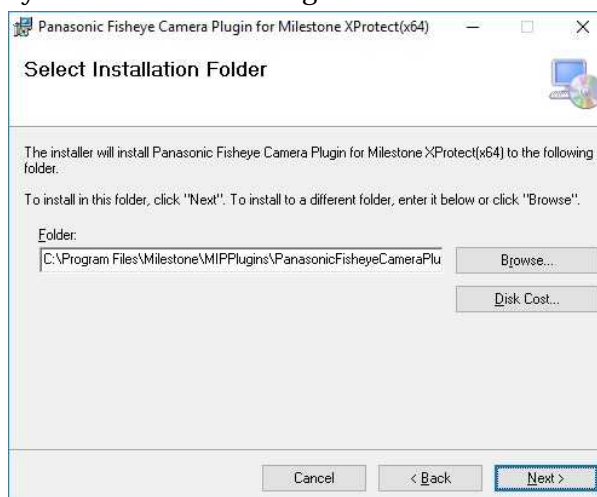 Panasonic Fisheye Camera Plugin for Milestone XProtect(x64)
Select Installation Folder
The installer will install Panasonic Fisheye Camera Plugin for Milestone XProtect(x64) to the following
folder.
To install in this folder, click "Next". To install to a different folder, enter it below or click "Browse".
Folder:
C:\Program Files\Milestone\MIPPlugins\PanasonicFisheyeCameraPlu
Browse...
Disk Cost...
Cancel
< Back
Next >